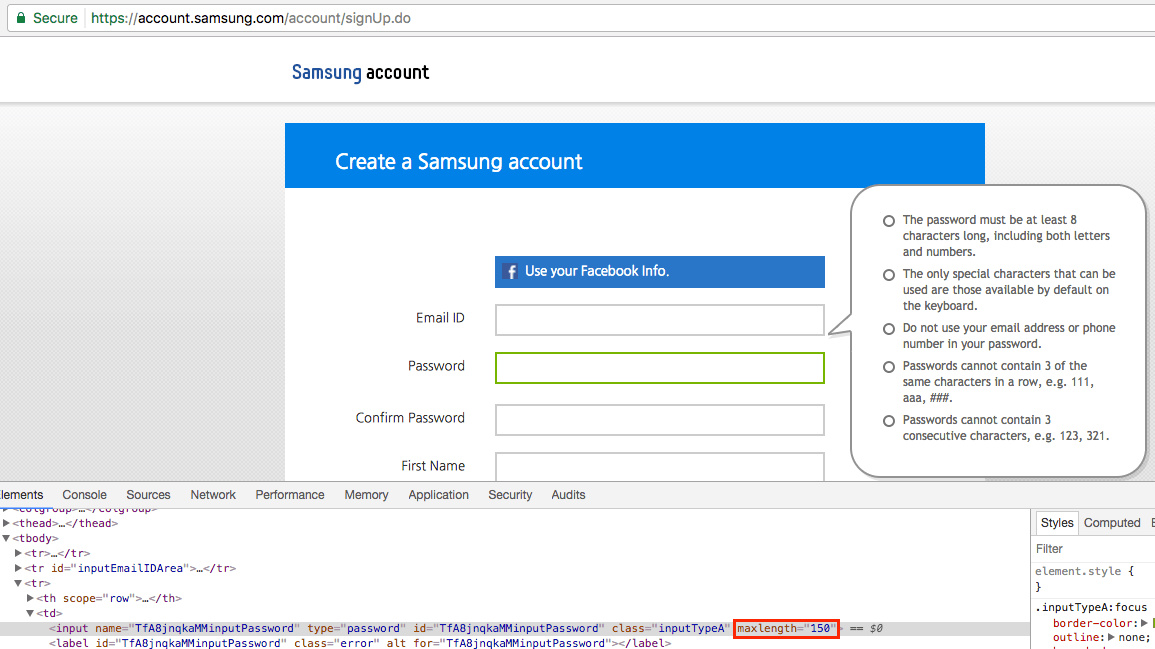 Secure https://account.samsung.com/account/signUp.do
Samsung account
Create a Samsung account
Use your Facebook Info.
Email ID
Password
Confirm Password
First Name
The password must be at least 8
characters long, including both letters
and numbers.
The only special characters that can be
used are those available by default on
the keyboard.
Do not use your email address or phone
number in your password.
Passwords cannot contain 3 of the
same characters in a row, e.g. 111,
aaa, ###.
Passwords cannot contain 3
consecutive characters, e.g. 123, 321.
lements Console Sources Network Performance Memory Application Security Audits
<colgroup>…</colgroup>
<thead>…</thead>
<tbody>
<tr>…</tr>
<tr id="inputEmailIDArea">…</tr>
<tr>
<th scope="row">…</th>
<td>
<input name="TfA8jnqkaMMinputPassword" type="password" id="TfA8jnqkaMMinputPassword" class="inputTypeA" maxlength="150"> == $0
<label id="TfA8jnqkaMMinputPassword" class="error" alt for="TfA8jnqkaMMinputPassword"></label>
Styles Computed E
Filter
element.style {
}
.inputTypeA:focus
border-color:
outline: none;